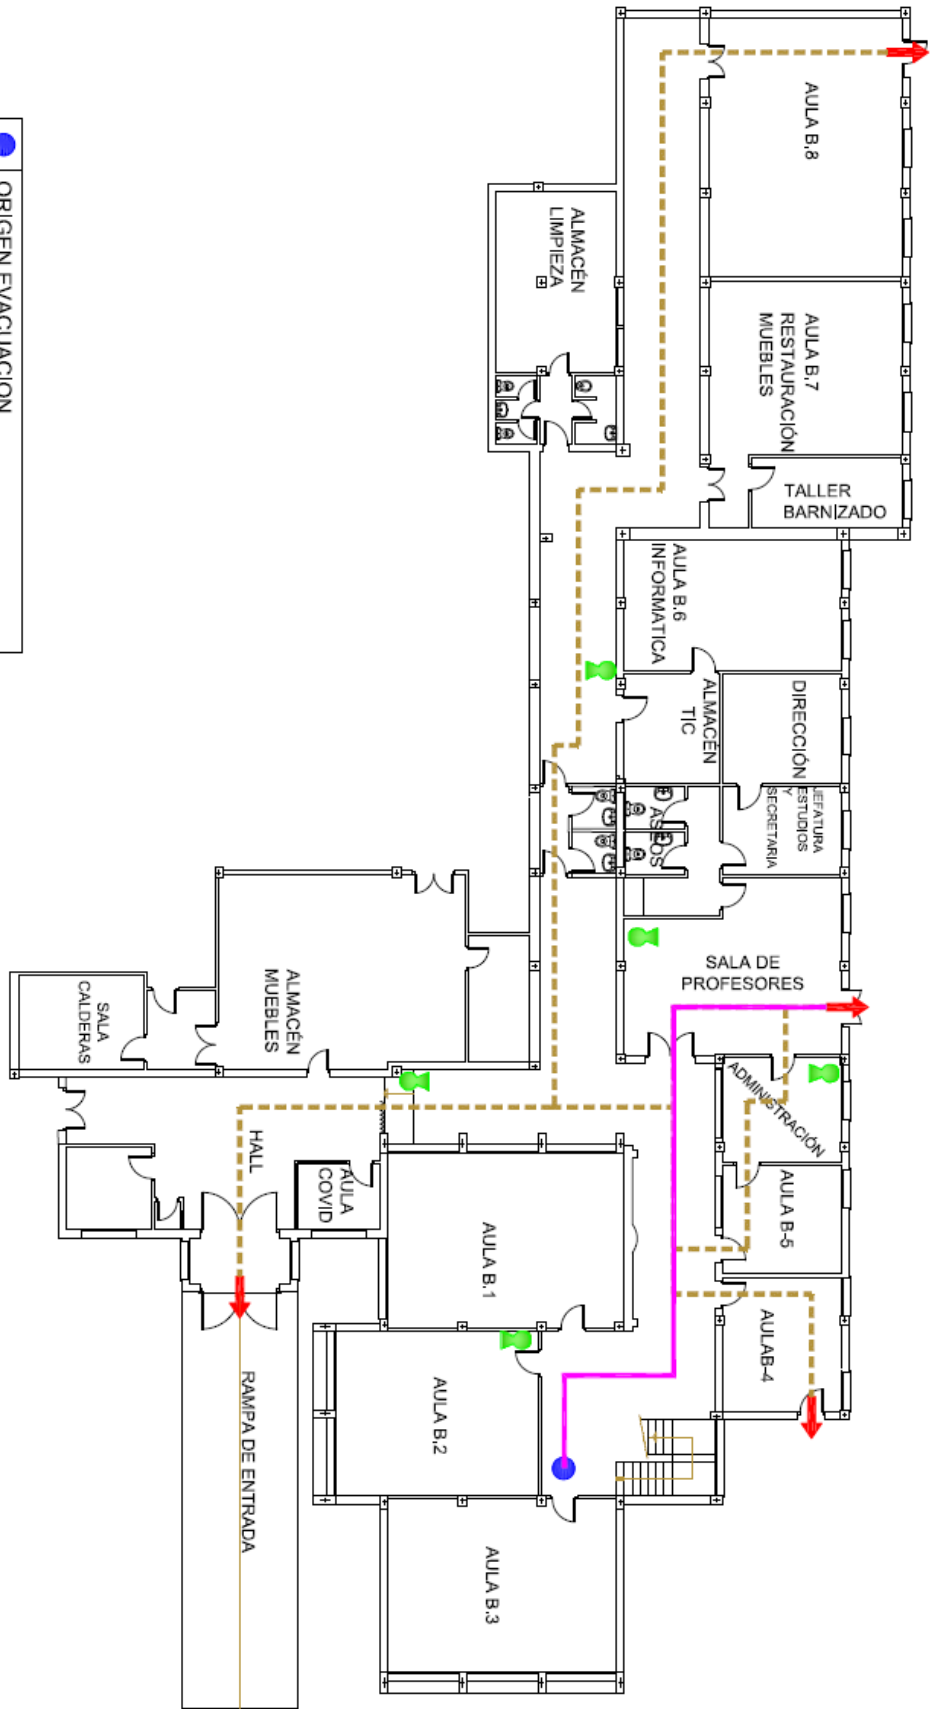 AULA B.8
ALMACÉN
LIMPIEZA
AULA B.7
RESTAURACIÓN
MUEBLES
ORIGEN EVACUACION
TALLER
BARNIZADO
AULA B.6
INFORMATICA
ALMACÉN
TIC
DIRECCIÓN
JEFATURA
ESTUDIOS
Y
SECRETARIA
ASEOS
SALA DE
PROFESORES
ALMACÉN
MUEBLES
SALA
CALDERAS
ADMINISTRACIÓN
HALL
AULA
COVID
AULA B.1
AULA B-5
AULAB-4
AULA B.2
RAMPA DE ENTRADA
AULA B.3